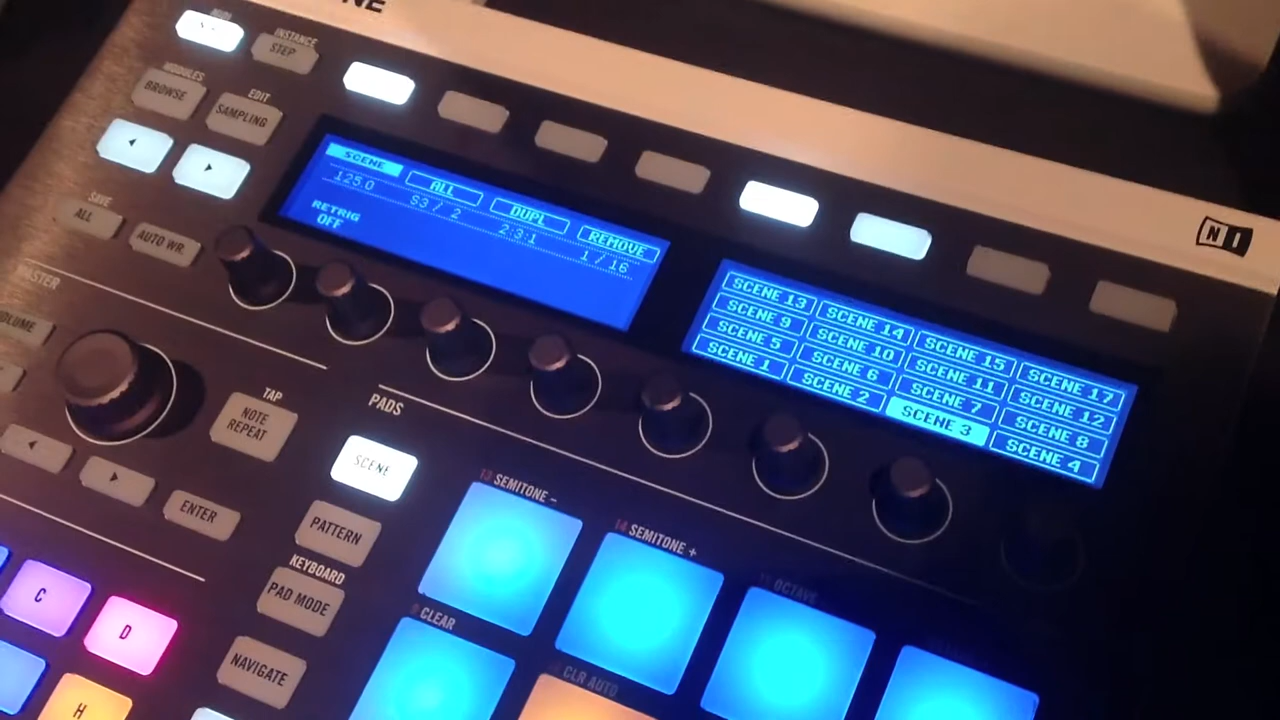 NE
MIDI
INSTANCE
STEP
MODULES
BROWSE
EDIT
SAMPLING
SAVE
ALL
AUTO WR.
SCENE ALL DUPL REMOVE
125.0 S3 / 2 2:3:1 1 / 16
RETRIG
OFF
NI
SCENE 13 SCENE 14 SCENE 15 SCENE 17
SCENE 9 SCENE 10 SCENE 11 SCENE 12
SCENE 5 SCENE 6 SCENE 7 SCENE 8
SCENE 1 SCENE 2 SCENE 3 SCENE 4
MASTER
VOLUME
TAP
NOTE
REPEAT
ENTER
PADS
SCENE
PATTERN
KEYBOARD
PAD MODE
NAVIGATE
13 SEMITONE -
14 SEMITONE +
OCTAVE
9 CLEAR
CLR AUTO
C
D
H